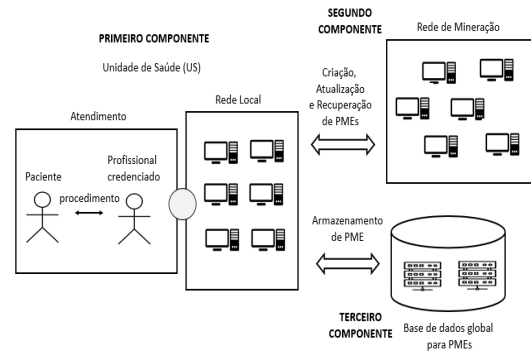 PRIMEIRO COMPONENTE
Unidade de Saúde (US)
Atendimento
Paciente
procedimento
Profissional
credenciado
Rede Local
SEGUNDO
COMPONENTE
Rede de Mineração
Criação,
Atualização
e Recuperação
de PMEs
Armazenamento
de PME
TERCEIRO
COMPONENTE
Base de dados global
para PMEs